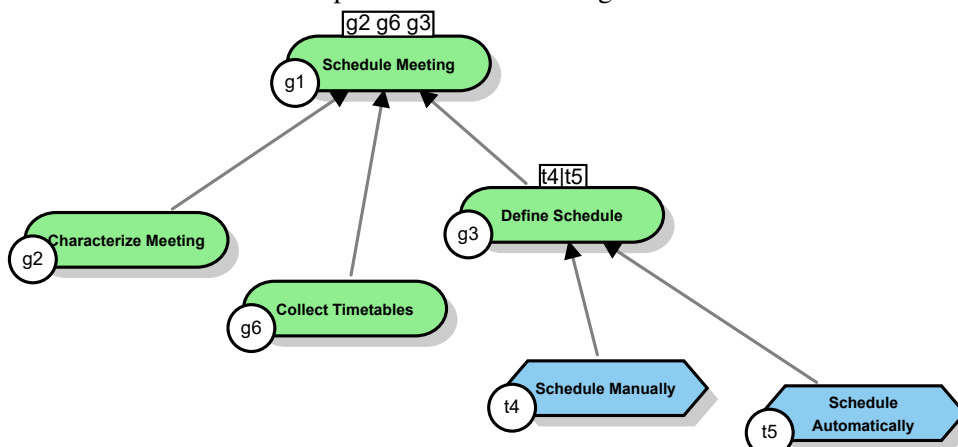 g2 g6 g3
Schedule Meeting
g1
t4|t5
Define Schedule
g3
Characterize Meeting
g2
Collect Timetables
g6
Schedule Manually
t4
Schedule
Automatically
t5